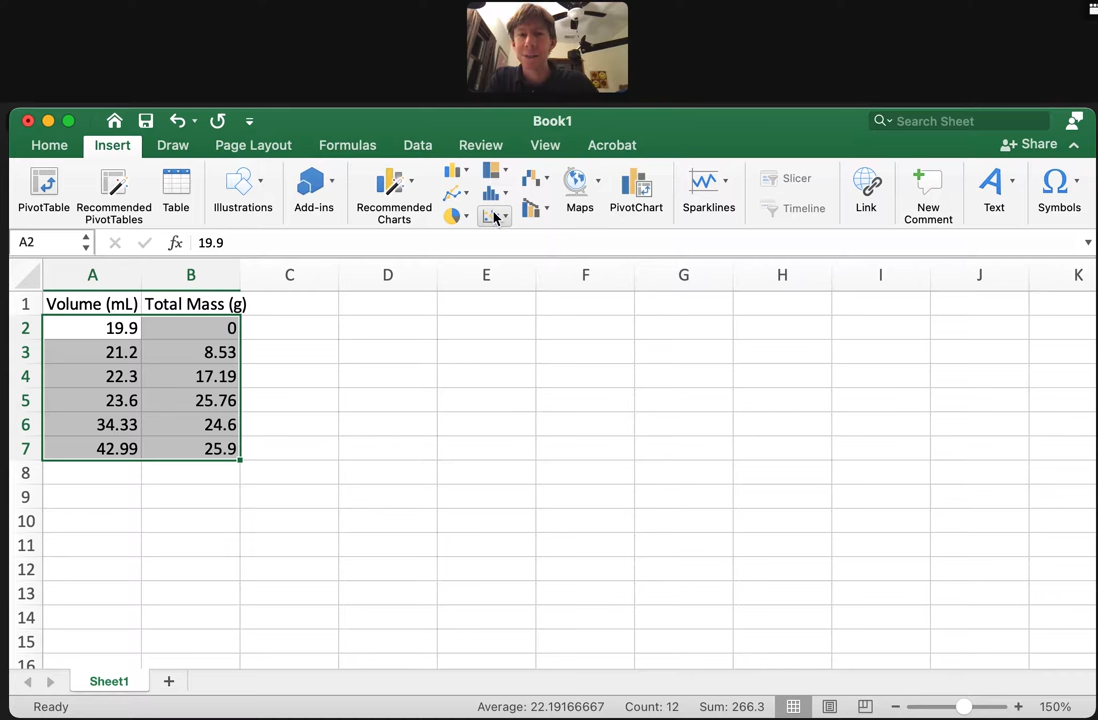 Book1
Search Sheet
Home Insert Draw Page Layout Formulas Data Review View Acrobat Share
PivotTable Recommended PivotTables Table Illustrations Add-ins Recommended Charts Maps PivotChart Sparklines Slicer Timeline Link New Comment Text Symbols
A2 fx 19.9
A B C D E F G H I J K
1 Volume (mL) Total Mass (g)
2 19.9 0
3 21.2 8.53
4 22.3 17.19
5 23.6 25.76
6 34.33 24.6
7 42.99 25.9
8
9
10
11
12
13
14
15
16
Sheet1 +
Ready Average: 22.19166667 Count: 12 Sum: 266.3 150%